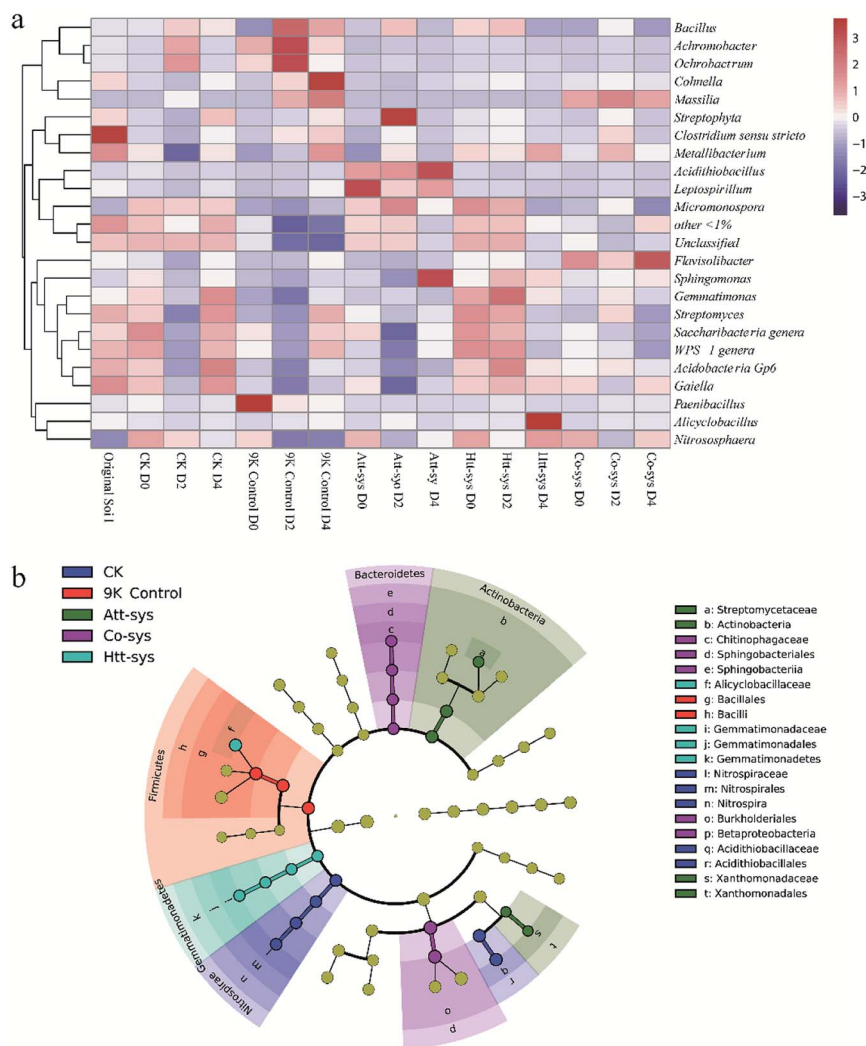 a
Bacillus
Achromobacter
Ochrobactrum
Cohnella
Massilia
Streptophyta
Clostridium sensu stricto
Metallibacterium
Acidithiobacillus
Leptospirillum
Micromonospora
other <1%
Unclassified
Flavisolibacter
Sphingomonas
Gemmatimonas
Streptomyces
Saccharibacteria genera
WPS 1 genera
Acidobacteria Gp6
Gaiella
Paenibacillus
Alicyclobacillus
Nitrososphaera
3
2
1
0
−1
−2
−3
Original Soil
CK D0
CK D2
CK D4
9K Control D0
9K Control D2
9K Control D4
Att-sys D0
Att-syo D2
Att-sy D4
Htt-sys D0
Htt-sys D2
Htt-sys D4
Co-sys D0
Co-sys D2
Co-sys D4
b
CK
9K Control
Att-sys
Co-sys
Htt-sys
Bacteroidetes
e
d
c
Actinobacteria
b
a
Firmicutes
h
g
f
Gemmatimonadetes
k
j
Nitrospirae
n
m
o
p
q
r
s
t
a: Streptomycetaceae
b: Actinobacteria
c: Chitinophagaceae
d: Sphingobacteriales
e: Sphingobacteriia
f: Alicyclobacillaceae
g: Bacillales
h: Bacilli
i: Gemmatimonadaceae
j: Gemmatimonadales
k: Gemmatimonadetes
l: Nitrospiraceae
m: Nitrospirales
n: Nitrospira
o: Burkholderiales
p: Betaproteobacteria
q: Acidithiobacillaceae
r: Acidithiobacillales
s: Xanthomonadaceae
t: Xanthomonadales